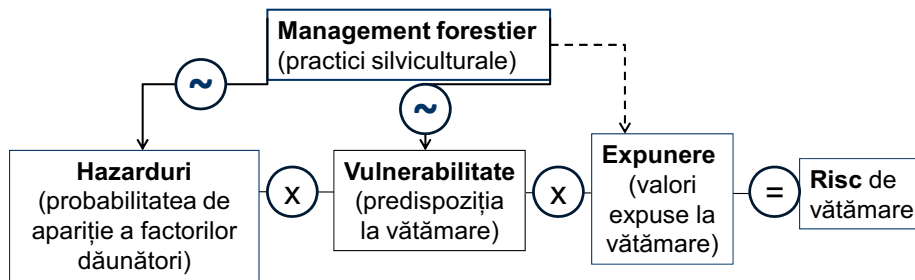 Management forestier
(practici silviculturale)
~
~
Hazarduri
(probabilitatea de
apariție a factorilor
dăunători)
x
Vulnerabilitate
(predispoziția
la vătămare)
x
Expunere
(valori
expuse la
vătămare)
=
Risc de
vătămare